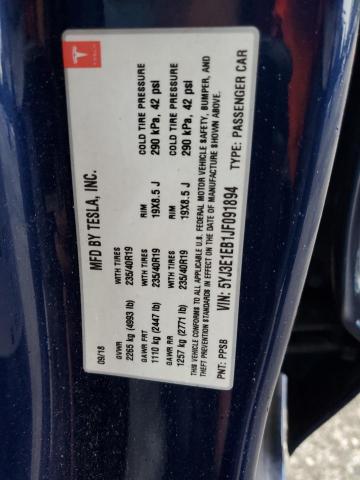 TESLA
MFD BY TESLA, INC.
09/18
GVWR WITH TIRES RIM COLD TIRE PRESSURE
2265 kg (4993 lb) 235/40R19 19X8.5 J 290 kPa, 42 psi
GAWR FRT WITH TIRES RIM COLD TIRE PRESSURE
1110 kg (2447 lb) 235/40R19 19X8.5 J 290 kPa, 42 psi
GAWR RR WITH TIRES
1257 kg (2771 lb) 235/40R19
THIS VEHICLE CONFORMS TO ALL APPLICABLE U.S. FEDERAL MOTOR VEHICLE SAFETY, BUMPER, AND
THEFT PREVENTION STANDARDS IN EFFECT ON THE DATE OF MANUFACTURE SHOWN ABOVE.
VIN: 5YJ3E1EB1JF091894 TYPE: PASSENGER CAR
PNT: PPSB